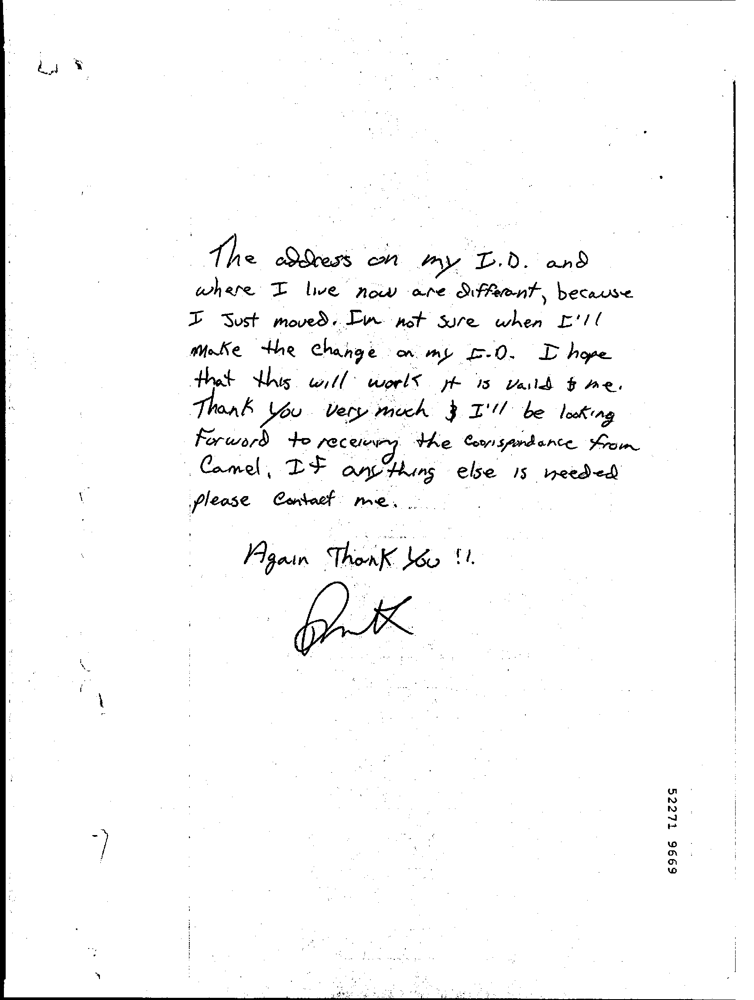 The address on my I.D. and
where I live now are differant, because
I Just moved. I'm not sure when I'll
make the change on my I.D. I hope
that this will work it is vaild to me.
Thank You very much & I'll be looking
Forword to receiving the corrispondance from
Camel. If anything else is needed
please contact me.
Again Thank You !!.
52271 9669